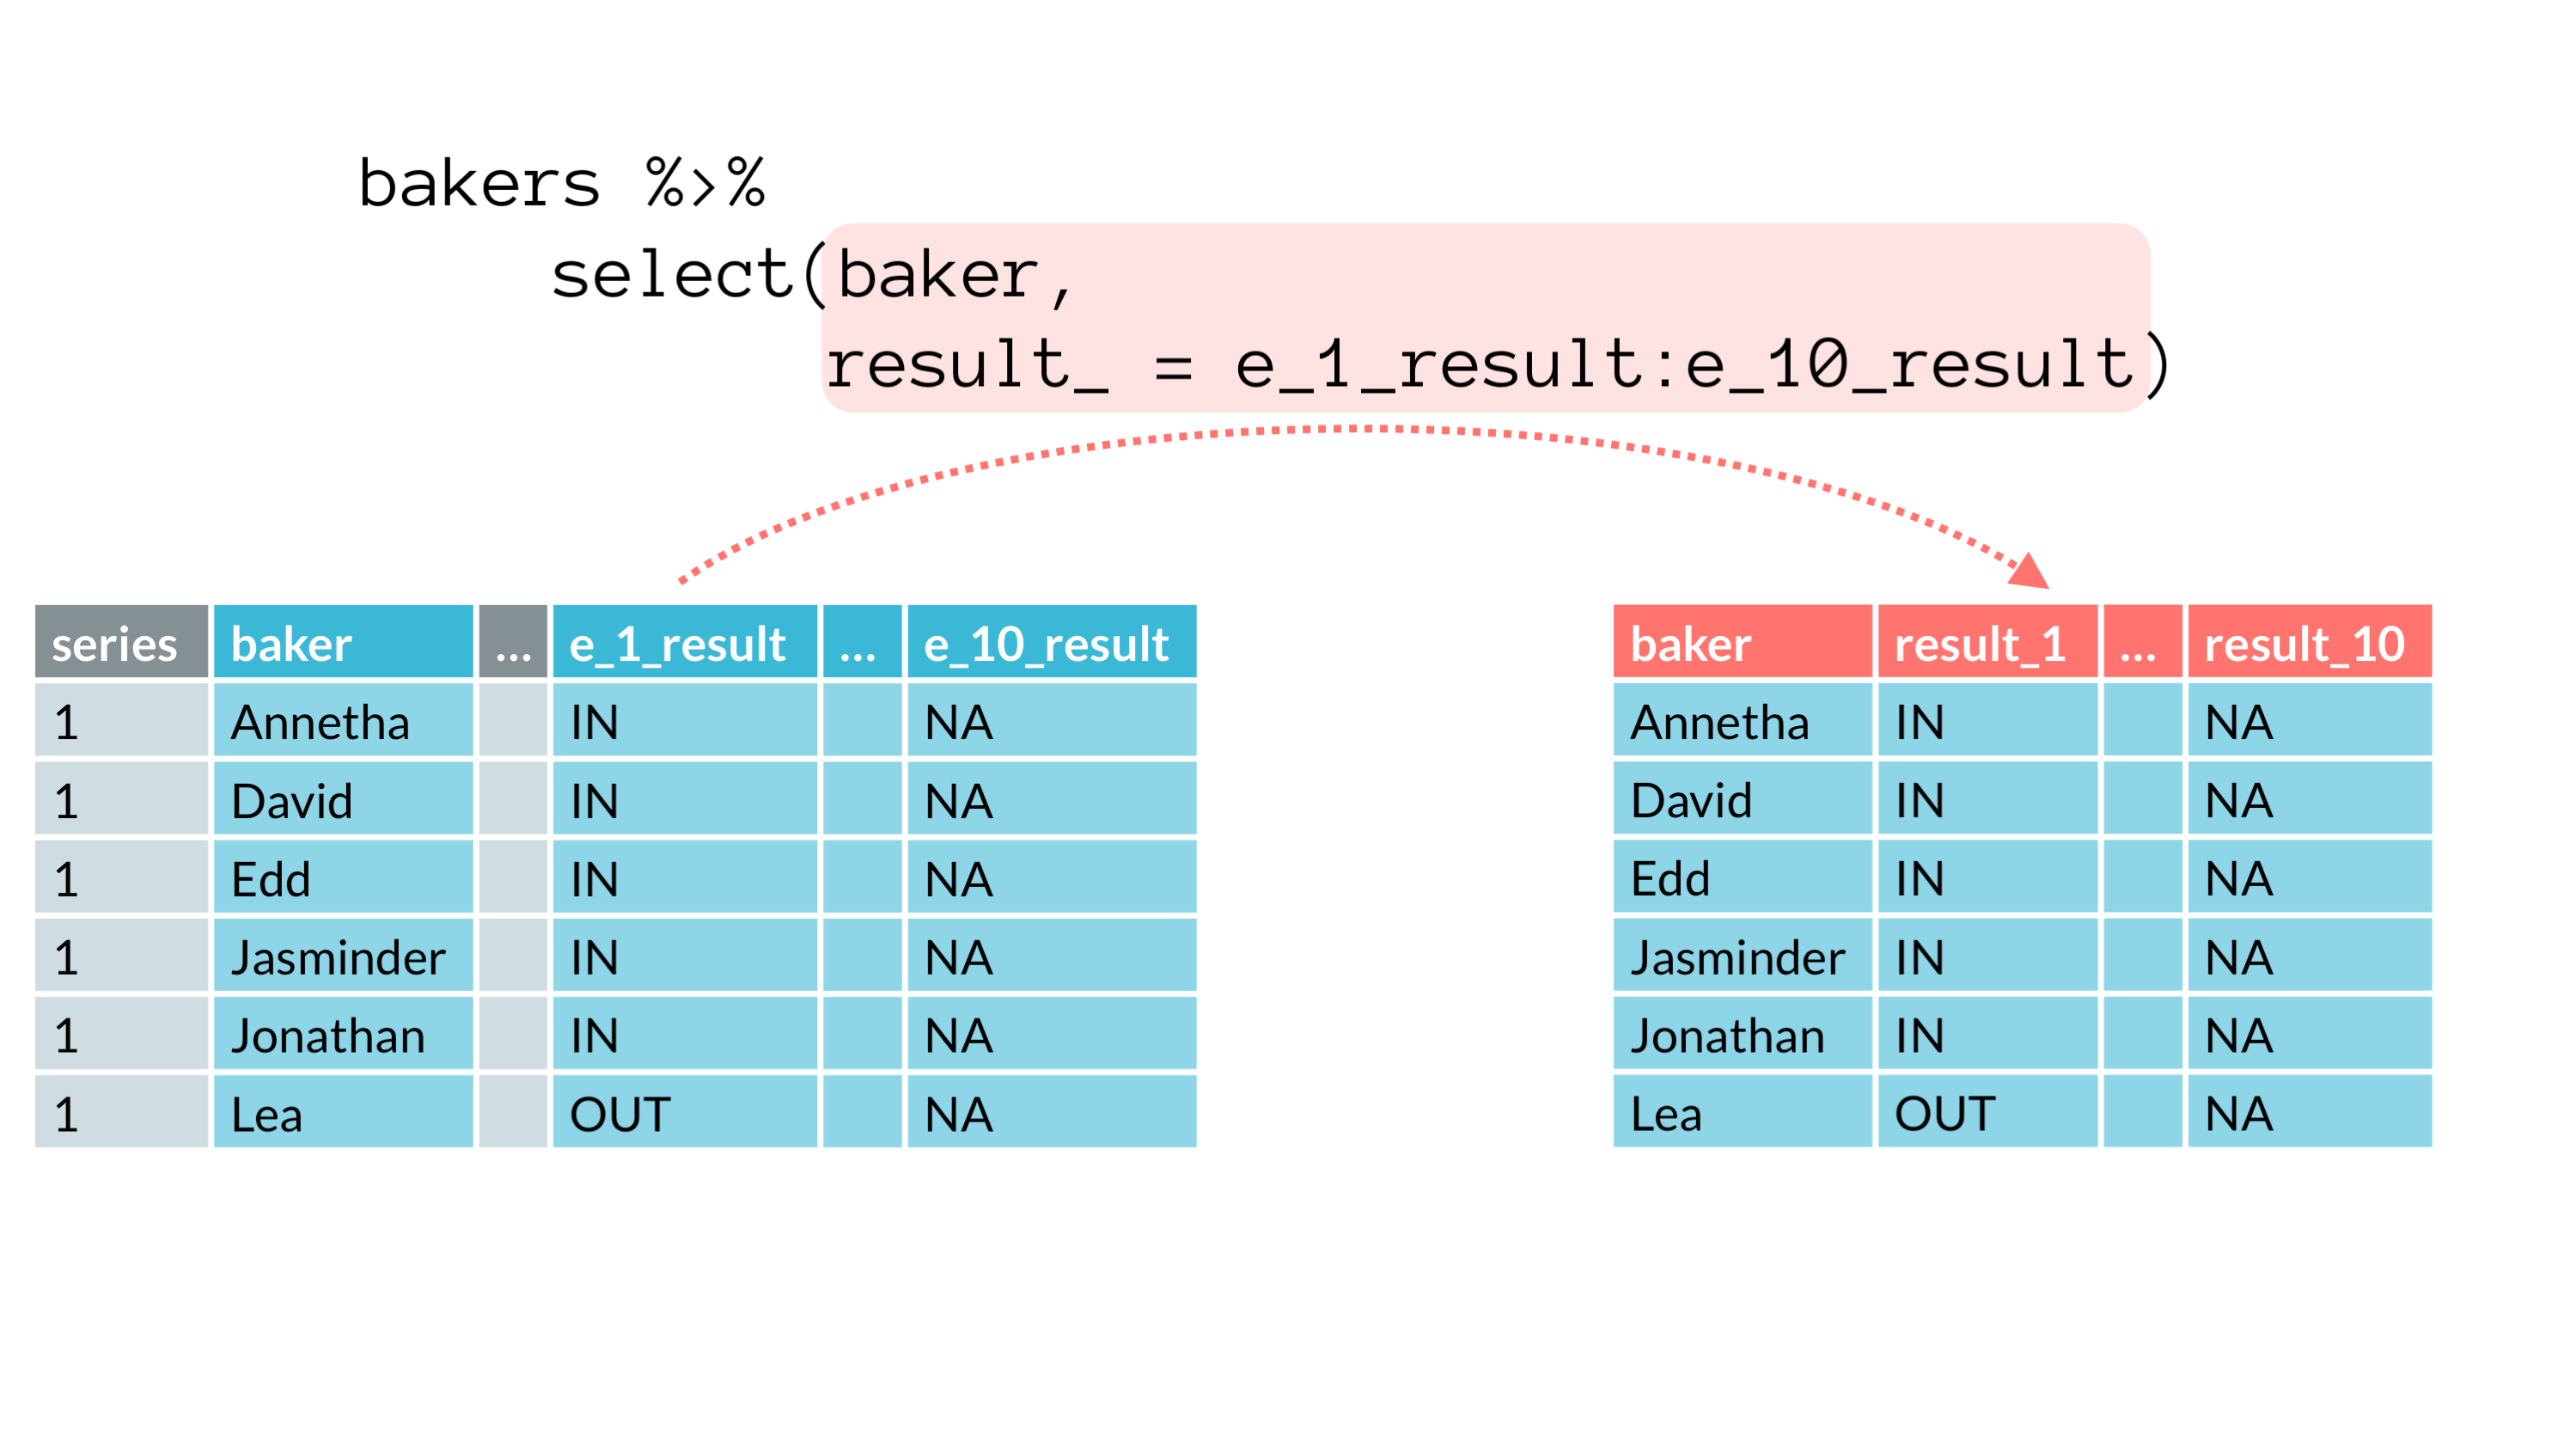 bakers %>%
select(baker,
result_ = e_1_result:e_10_result)
series baker ... e_1_result ... e_10_result
1 Annetha IN NA
1 David IN NA
1 Edd IN NA
1 Jasminder IN NA
1 Jonathan IN NA
1 Lea OUT NA
baker result_1 ... result_10
Annetha IN NA
David IN NA
Edd IN NA
Jasminder IN NA
Jonathan IN NA
Lea OUT NA